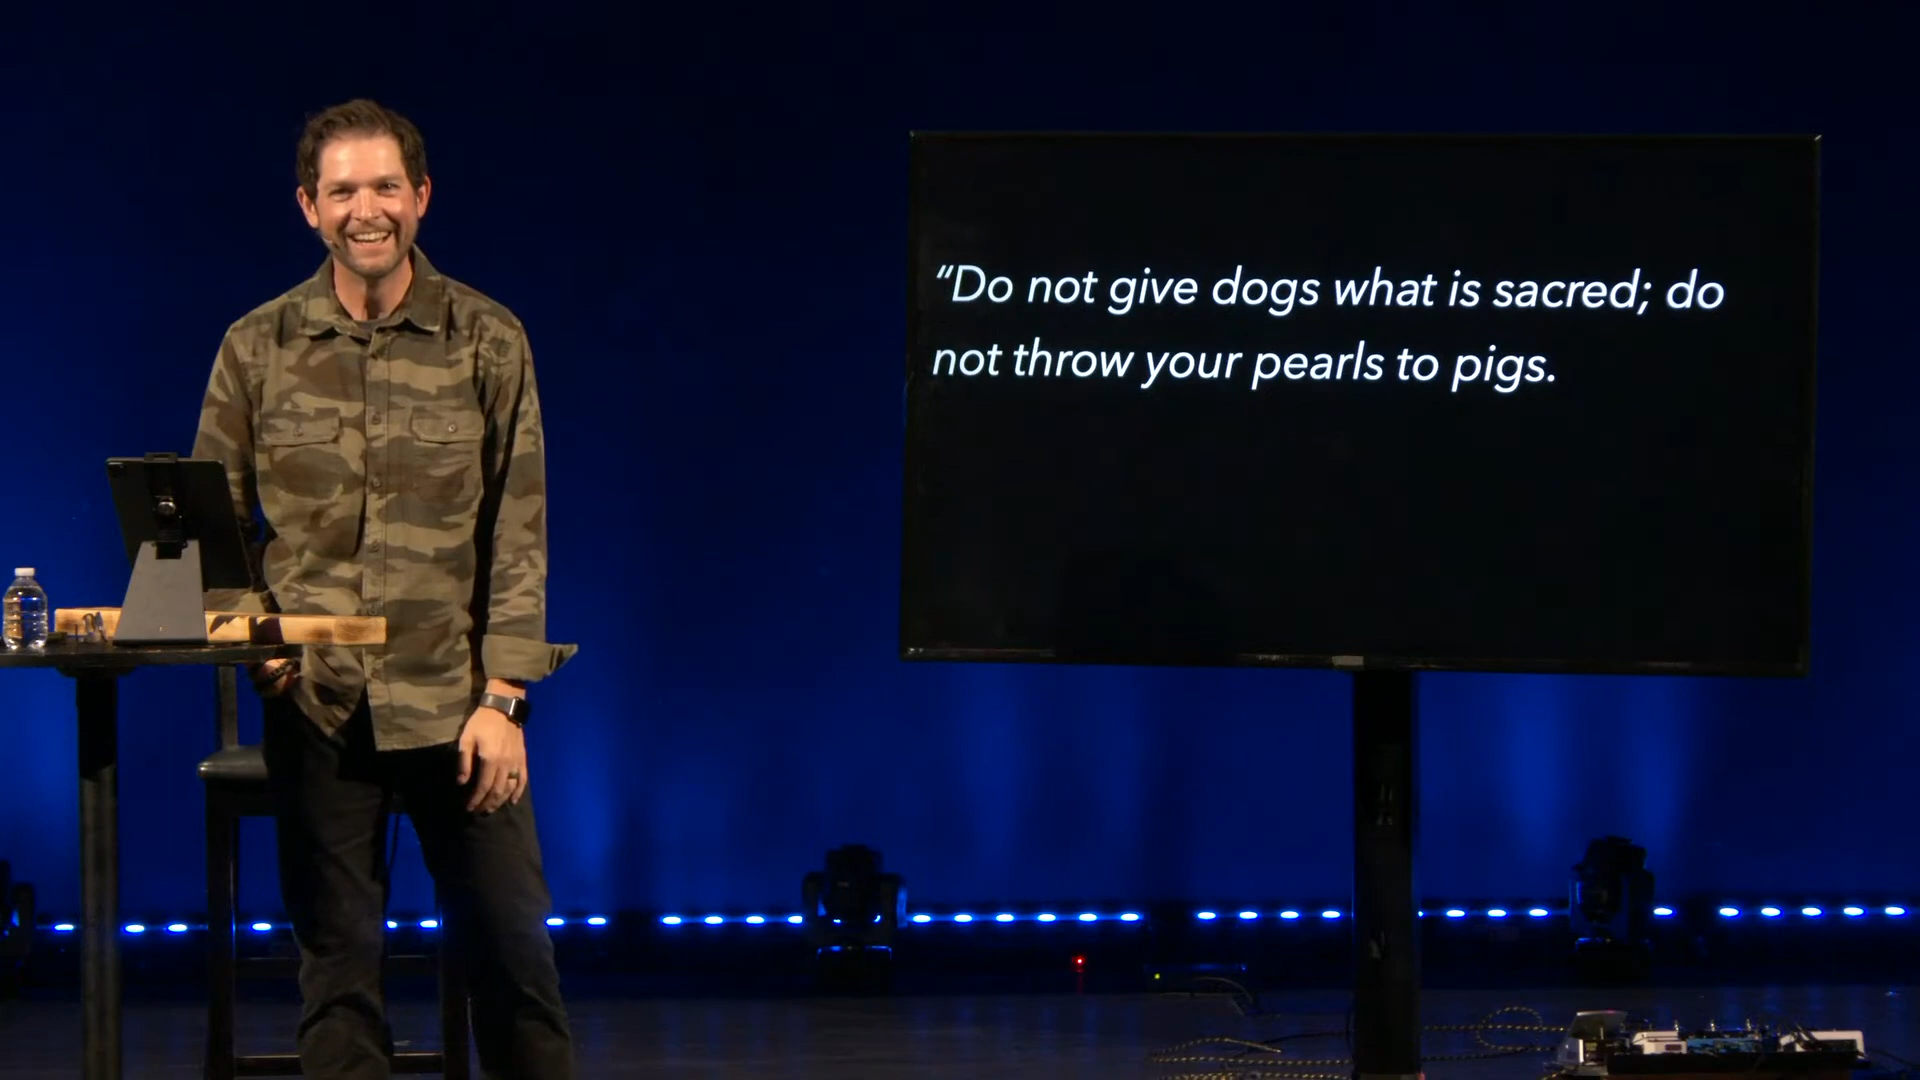 “Do not give dogs what is sacred; do
not throw your pearls to pigs.